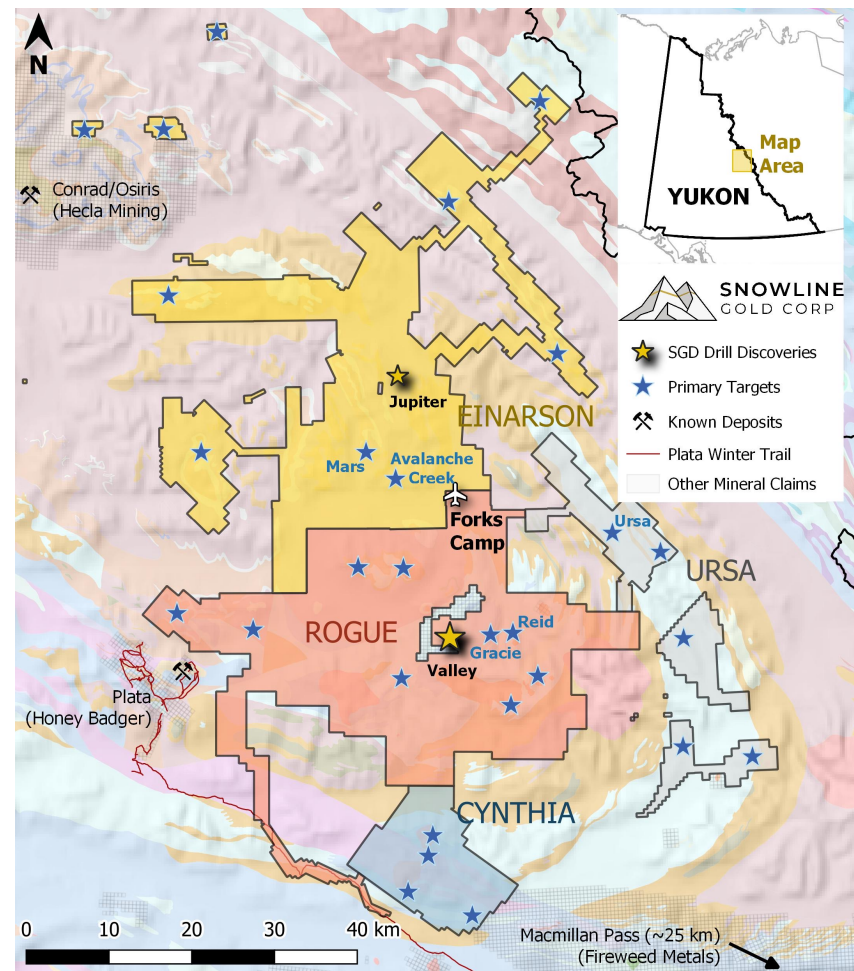 N
Conrad/Osiris
(Hecla Mining)
Map
Area
YUKON
SNOWLINE
GOLD CORP
SGD Drill Discoveries
Primary Targets
Known Deposits
Plata Winter Trail
Other Mineral Claims
Jupiter
EINARSON
Mars
Avalanche
Creek
Forks
Camp
Ursa
URSA
ROGUE
Reid
Gracie
Valley
Plata
(Honey Badger)
CYNTHIA
0 10 20 40 km
Macmillan Pass (~25 km)
(Fireweed Metals)